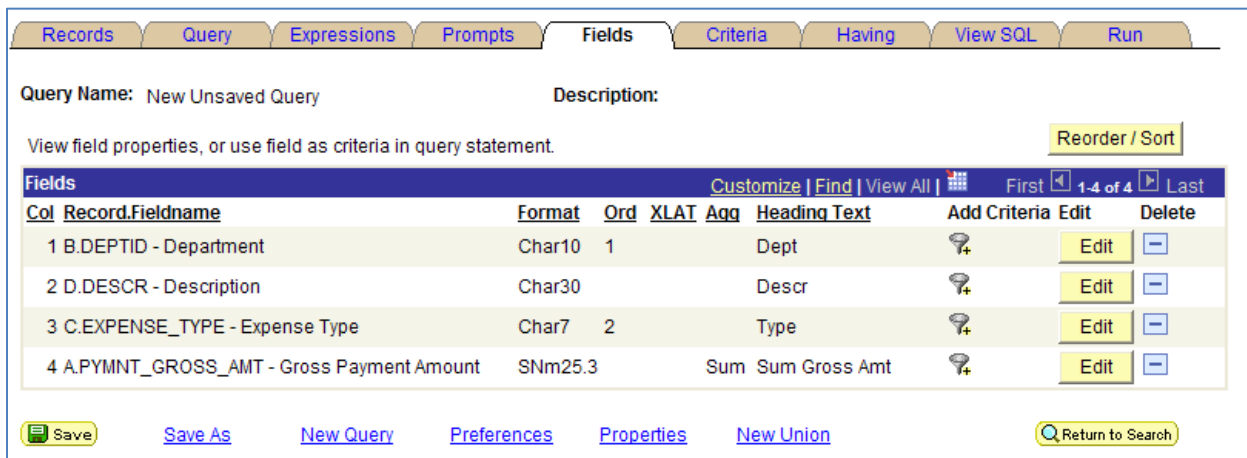 Records Query Expressions Prompts Fields Criteria Having View SQL Run
Query Name: New Unsaved Query Description:
View field properties, or use field as criteria in query statement. Reorder / Sort
Fields Customize | Find | View All | First 1-4 of 4 Last
Col Record.Fieldname Format Ord XLAT Agg Heading Text Add Criteria Edit Delete
1 B.DEPTID - Department Char10 1 Dept Edit
2 D.DESCR - Description Char30 Descr Edit
3 C.EXPENSE_TYPE - Expense Type Char7 2 Type Edit
4 A.PYMNT_GROSS_AMT - Gross Payment Amount SNm25.3 Sum Sum Gross Amt Edit
Save Save As New Query Preferences Properties New Union Return to Search